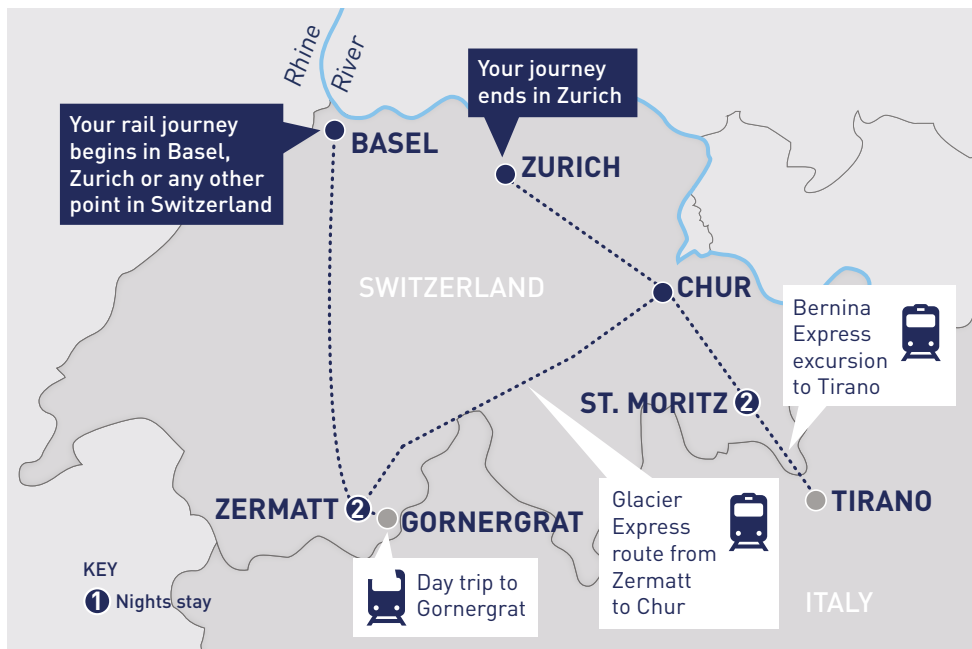 Rhine
River
Your journey
ends in Zurich
Your rail journey
begins in Basel,
Zurich or any other
point in Switzerland
BASEL
ZURICH
SWITZERLAND
CHUR
Bernina
Express
excursion
to Tirano
ST. MORITZ 2
ZERMATT 2
GORNERGRAT
TIRANO
Glacier
Express
route from
Zermatt
to Chur
Day trip to
Gornergrat
KEY
1 Nights stay
ITALY